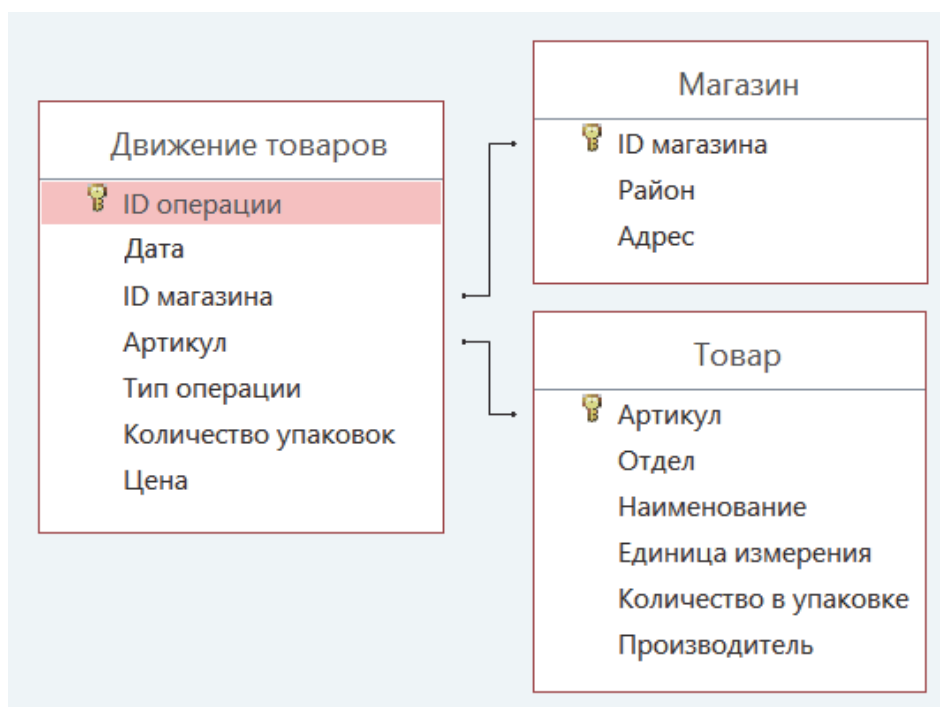 Движение товаров
ID операции
Дата
ID магазина
Артикул
Тип операции
Количество упаковок
Цена
Магазин
ID магазина
Район
Адрес
Товар
Артикул
Отдел
Наименование
Единица измерения
Количество в упаковке
Производитель